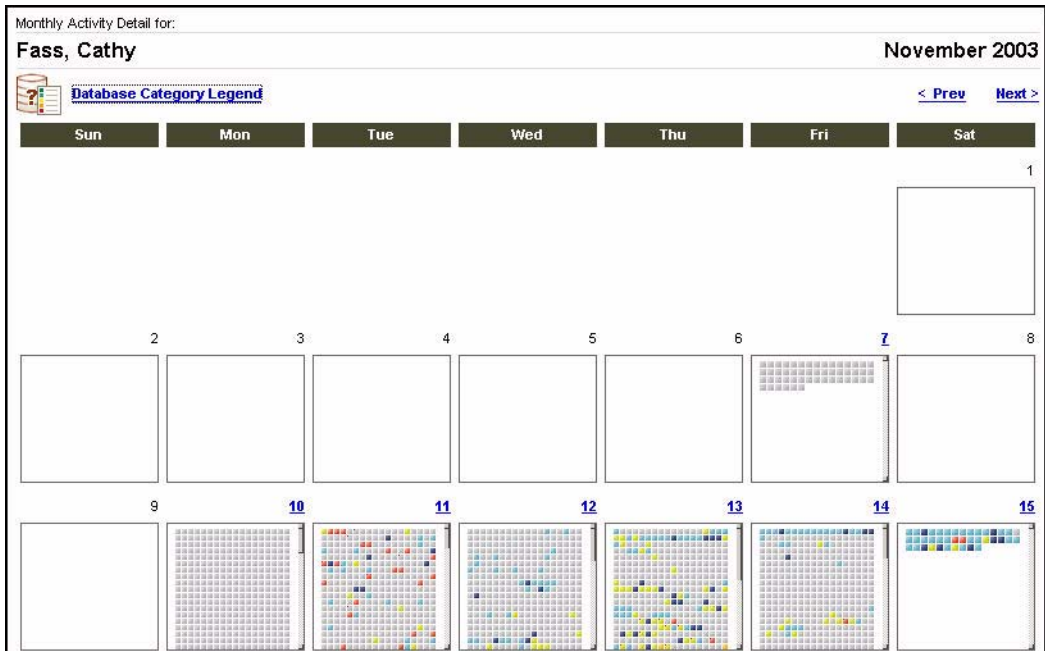 Monthly Activity Detail for:
Fass, Cathy November 2003
Database Category Legend < Prev Next >
Sun Mon Tue Wed Thu Fri Sat
1
2 3 4 5 6 7 8
9 10 11 12 13 14 15